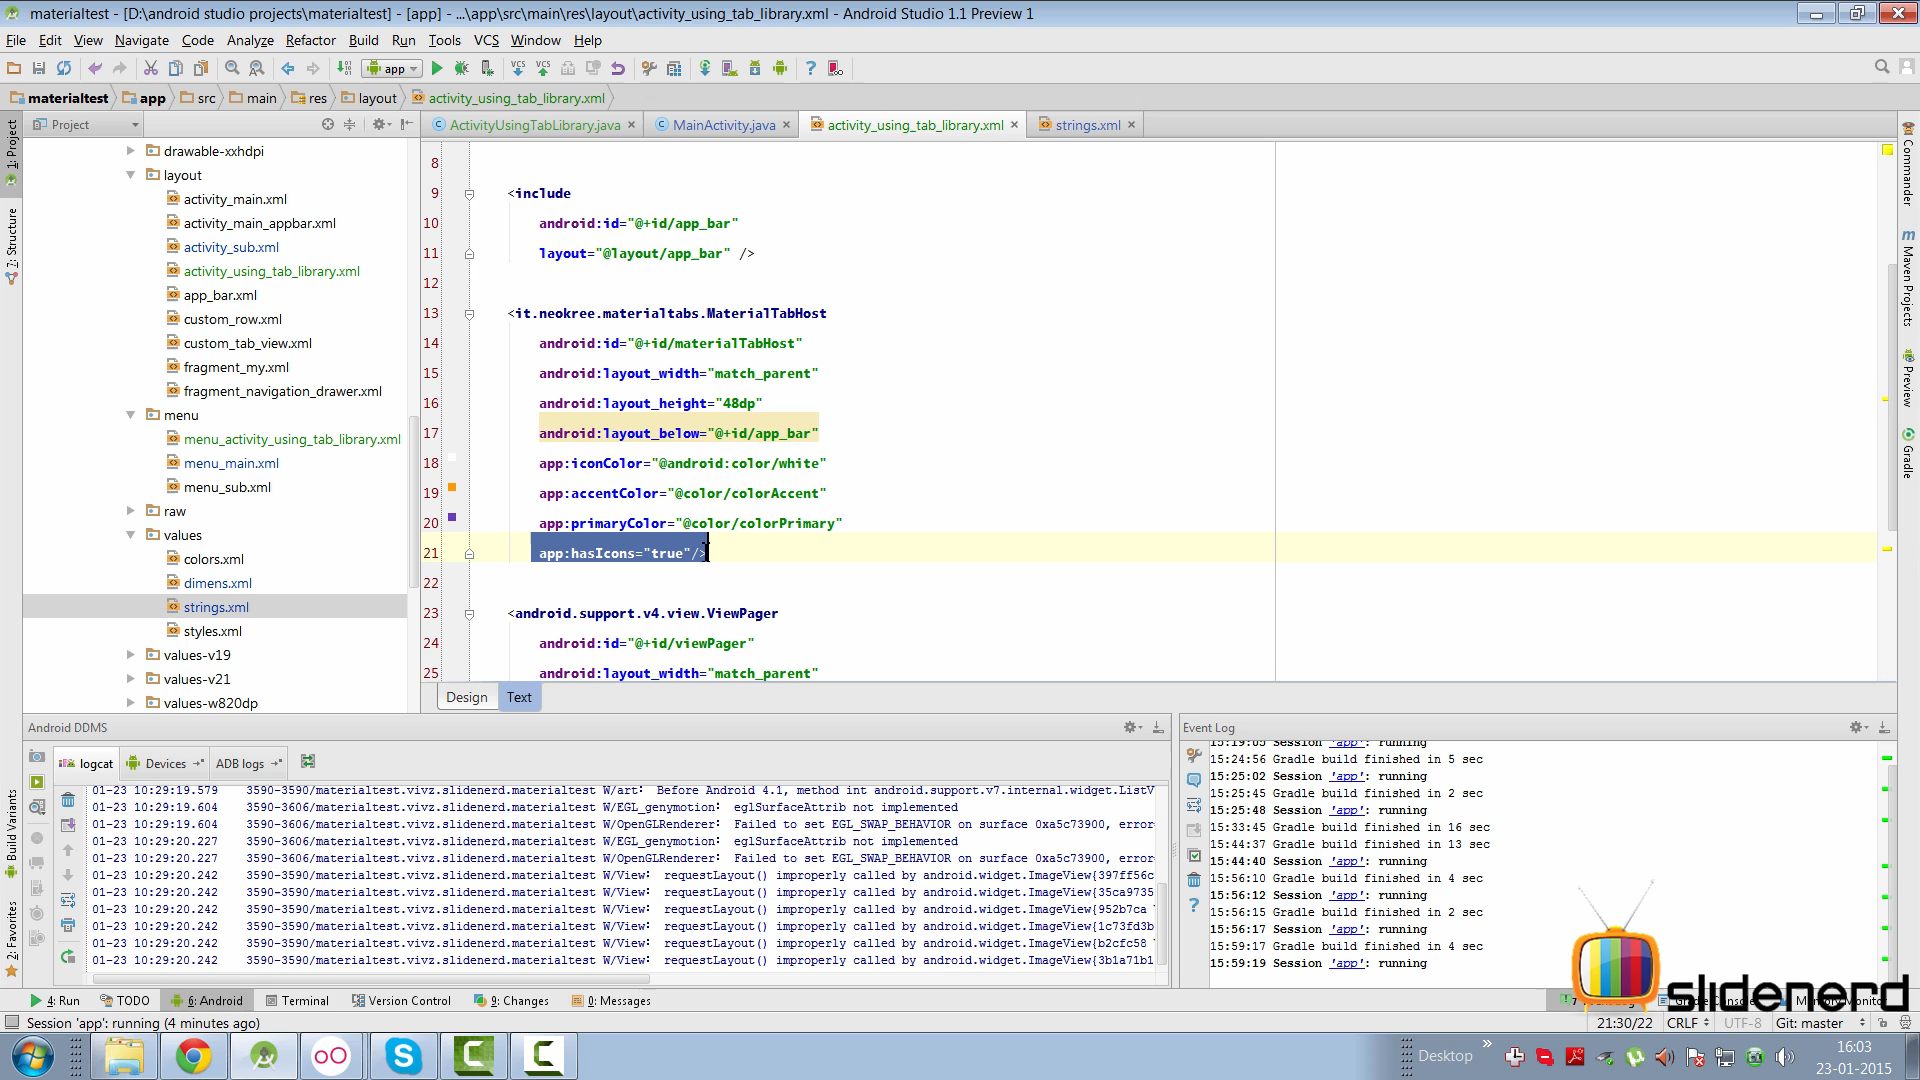 materialtest - [D:\android studio projects\materialtest] - [app] - ...\app\src\main\res\layout\activity_using_tab_library.xml - Android Studio 1.1 Preview 1
File Edit View Navigate Code Analyze Refactor Build Run Tools VCS Window Help
app
materialtest app src main res layout activity_using_tab_library.xml
Project
ActivityUsingTabLibrary.java MainActivity.java activity_using_tab_library.xml strings.xml
1: Project
7: Structure
Build Variants
2: Favorites
drawable-xxhdpi
layout
activity_main.xml
activity_main_appbar.xml
activity_sub.xml
activity_using_tab_library.xml
app_bar.xml
custom_row.xml
custom_tab_view.xml
fragment_my.xml
fragment_navigation_drawer.xml
menu
menu_activity_using_tab_library.xml
menu_main.xml
menu_sub.xml
raw
values
colors.xml
dimens.xml
strings.xml
styles.xml
values-v19
values-v21
values-w820dp
8
9 <include
10 android:id="@+id/app_bar"
11 layout="@layout/app_bar" />
12
13 <it.neokree.materialtabs.MaterialTabHost
14 android:id="@+id/materialTabHost"
15 android:layout_width="match_parent"
16 android:layout_height="48dp"
17 android:layout_below="@+id/app_bar"
18 app:iconColor="@android:color/white"
19 app:accentColor="@color/colorAccent"
20 app:primaryColor="@color/colorPrimary"
21 app:hasIcons="true"/>
22
23 <android.support.v4.view.ViewPager
24 android:id="@+id/viewPager"
25 android:layout_width="match_parent"
Design Text
Commander
Maven Projects
Preview
Gradle
Android DDMS
logcat Devices ADB logs
01-23 10:29:19.579 3590-3590/materialtest.vivz.slidenerd.materialtest W/art: Before Android 4.1, method int android.support.v7.internal.widget.ListV
01-23 10:29:19.604 3590-3606/materialtest.vivz.slidenerd.materialtest W/EGL_genymotion: eglSurfaceAttrib not implemented
01-23 10:29:19.604 3590-3606/materialtest.vivz.slidenerd.materialtest W/OpenGLRenderer: Failed to set EGL_SWAP_BEHAVIOR on surface 0xa5c73900, error
01-23 10:29:20.227 3590-3606/materialtest.vivz.slidenerd.materialtest W/EGL_genymotion: eglSurfaceAttrib not implemented
01-23 10:29:20.227 3590-3606/materialtest.vivz.slidenerd.materialtest W/OpenGLRenderer: Failed to set EGL_SWAP_BEHAVIOR on surface 0xa5c73900, error
01-23 10:29:20.242 3590-3590/materialtest.vivz.slidenerd.materialtest W/View: requestLayout() improperly called by android.widget.ImageView{397ff56c
01-23 10:29:20.242 3590-3590/materialtest.vivz.slidenerd.materialtest W/View: requestLayout() improperly called by android.widget.ImageView{35ca9735
01-23 10:29:20.242 3590-3590/materialtest.vivz.slidenerd.materialtest W/View: requestLayout() improperly called by android.widget.ImageView{952b7ca
01-23 10:29:20.242 3590-3590/materialtest.vivz.slidenerd.materialtest W/View: requestLayout() improperly called by android.widget.ImageView{1c73fd3b
01-23 10:29:20.242 3590-3590/materialtest.vivz.slidenerd.materialtest W/View: requestLayout() improperly called by android.widget.ImageView{b2cfc58
01-23 10:29:20.242 3590-3590/materialtest.vivz.slidenerd.materialtest W/View: requestLayout() improperly called by android.widget.ImageView{3b1a71b1
Event Log
15:19:05 Session 'app': running
15:24:56 Gradle build finished in 5 sec
15:25:02 Session 'app': running
15:25:45 Gradle build finished in 2 sec
15:25:48 Session 'app': running
15:33:45 Gradle build finished in 16 sec
15:44:37 Gradle build finished in 13 sec
15:44:40 Session 'app': running
15:56:10 Gradle build finished in 4 sec
15:56:12 Session 'app': running
15:56:15 Gradle build finished in 2 sec
15:56:17 Session 'app': running
15:59:17 Gradle build finished in 4 sec
15:59:19 Session 'app': running
slidenerd
4: Run TODO 6: Android Terminal Version Control 9: Changes 0: Messages
Session 'app': running (4 minutes ago)
21:30/22 CRLF UTF-8 Git: master
Desktop
16:03
23-01-2015